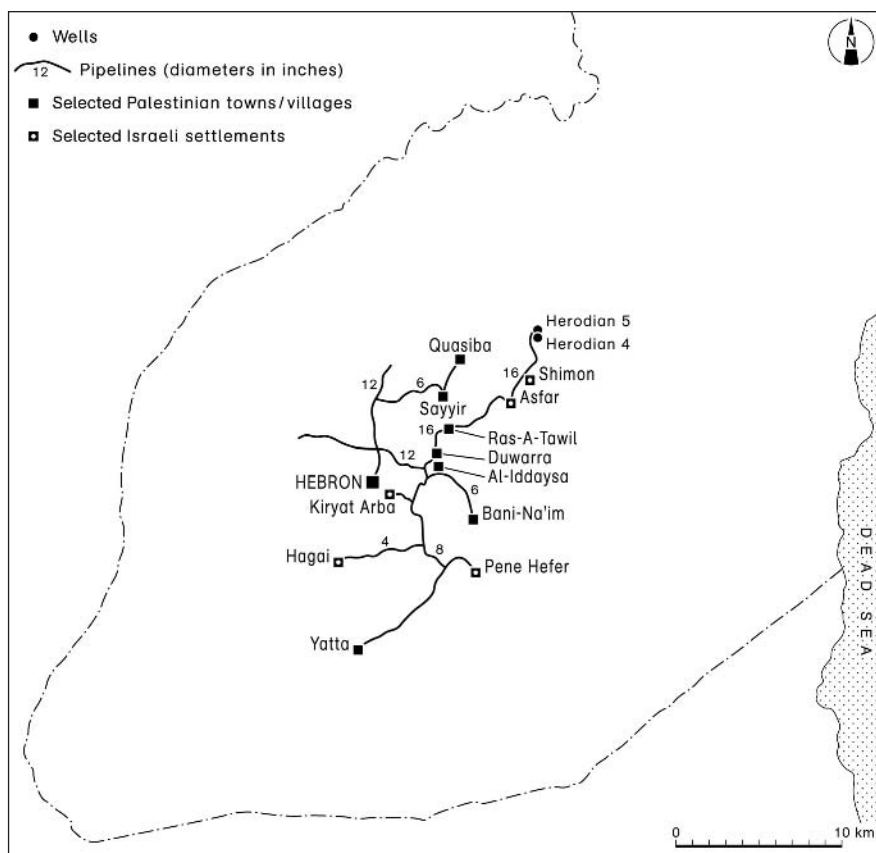 Wells
12 Pipelines (diameters in inches)
Selected Palestinian towns/villages
Selected Israeli settlements
N
Herodian 5
Herodian 4
Quasiba
16
Shimon
12
6
Asfar
Sayyir
16
Ras-A-Tawil
Duwarra
12
Al-Iddaysa
HEBRON
6
Kiryat Arba
Bani-Na'im
4
8
Hagai
Pene Hefer
Yatta
DEAD SEA
0 10 km